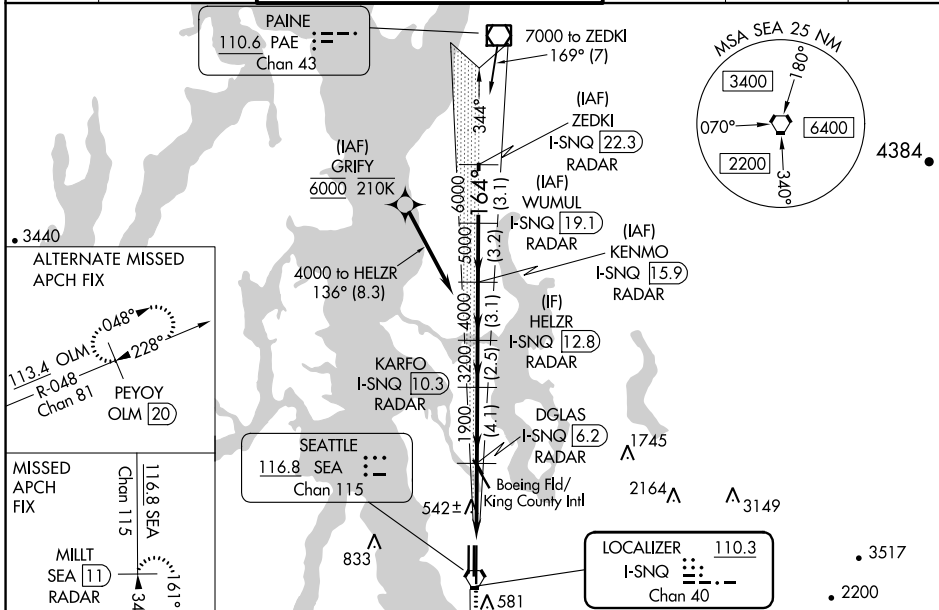 PAINE
110.6 PAE
Chan 43
7000 to ZEDKI
169° (7)
MSA SEA 25 NM
180°
3400
070°
6400
2200
340°
4384
344°
(IAF)
ZEDKI
I-SNQ 22.3
RADAR
(IAF)
GRIFY
6000 210K
6000
164°
(3.1)
(IAF)
WUMUL
I-SNQ 19.1
RADAR
3440
5000
(3.2)
(IAF)
KENMO
I-SNQ 15.9
RADAR
4000 to HELZR
136° (8.3)
4000
(3.1)
(IF)
HELZR
I-SNQ 12.8
RADAR
3200
(2.5)
KARFO
I-SNQ 10.3
RADAR
1900
(4.1)
DGLAS
I-SNQ 6.2
RADAR
ALTERNATE MISSED
APCH FIX
048°
228°
113.4 OLM
R-048
Chan 81
PEYOY
OLM 20
SEATTLE
116.8 SEA
Chan 115
Boeing Fld/
King County Intl
1745
2164
3149
542±
833
581
MISSED
APCH
FIX
116.8 SEA
Chan 115
MILLT
SEA 11
RADAR
161°
34
LOCALIZER 110.3
I-SNQ
Chan 40
3517
2200